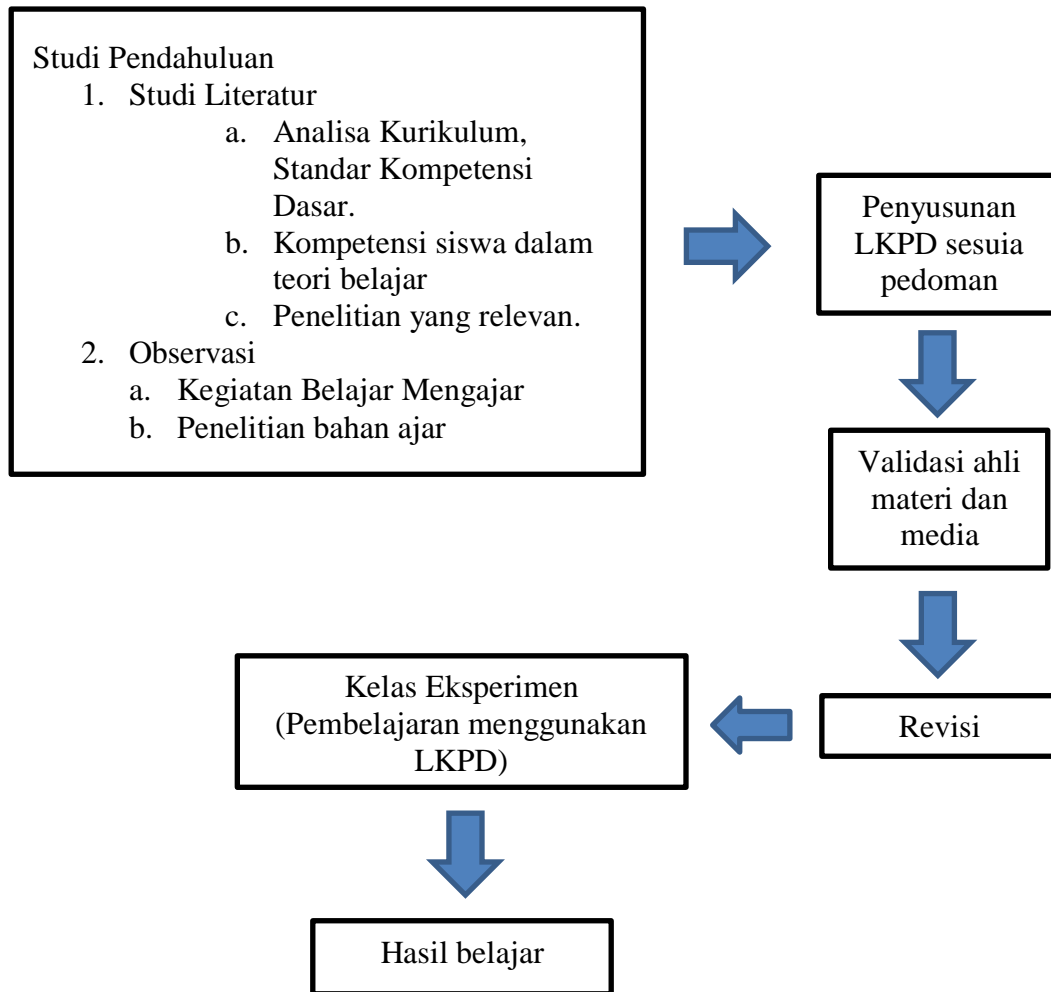 Studi Pendahuluan
1. Studi Literatur
a. Analisa Kurikulum,
Standar Kompetensi
Dasar.
b. Kompetensi siswa dalam
teori belajar
c. Penelitian yang relevan.
2. Observasi
a. Kegiatan Belajar Mengajar
b. Penelitian bahan ajar
Penyusunan
LKPD sesuia
pedoman
Validasi ahli
materi dan
media
Revisi
Kelas Eksperimen
(Pembelajaran menggunakan
LKPD)
Hasil belajar